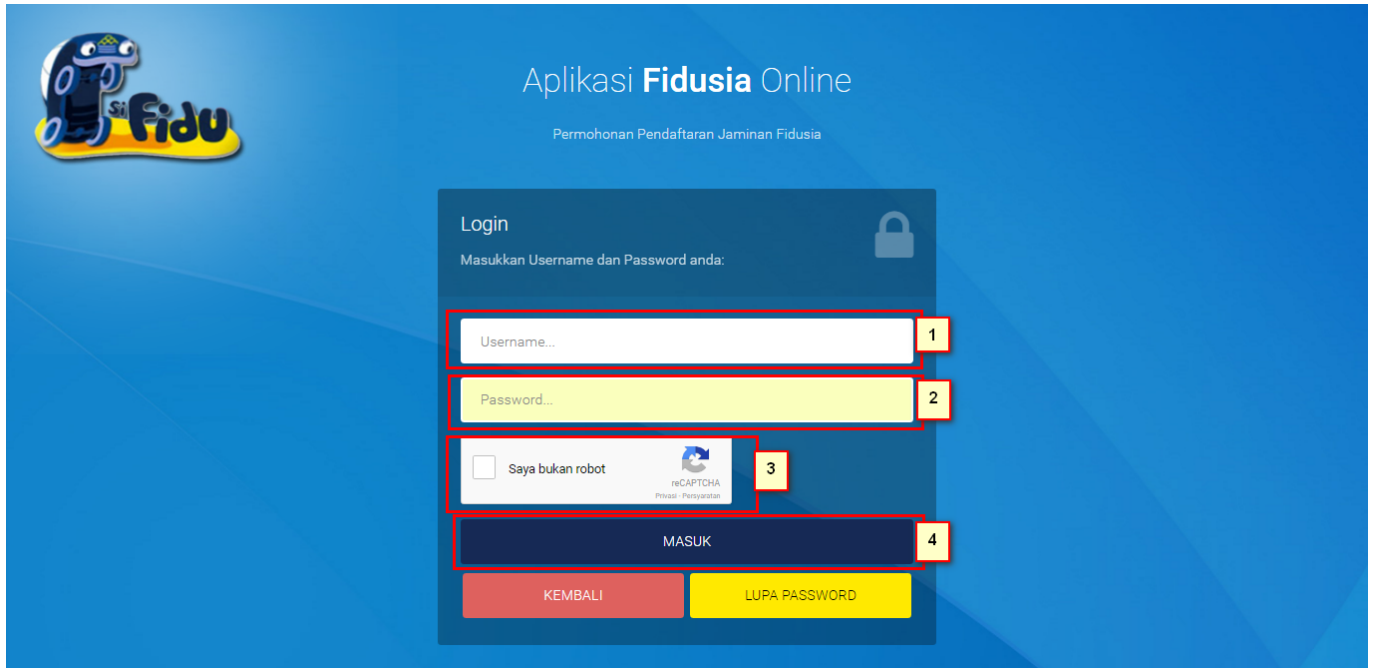 Si Fidu
Aplikasi Fidusia Online
Permohonan Pendaftaran Jaminan Fidusia
Login
Masukkan Username dan Password anda:
Username...
1
Password...
2
Saya bukan robot
reCAPTCHA
Privasi - Persyaratan
3
MASUK
4
KEMBALI
LUPA PASSWORD